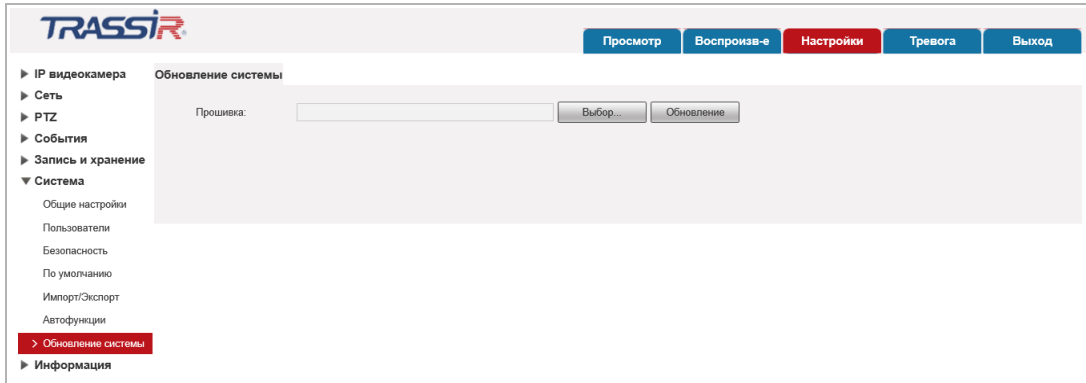 TRASSIR
Просмотр
Воспроизв-е
Настройки
Тревога
Выход
IP видеокамера
Сеть
PTZ
События
Запись и хранение
Система
Общие настройки
Пользователи
Безопасность
По умолчанию
Импорт/Экспорт
Автофункции
Обновление системы
Информация
Обновление системы
Прошивка:
Выбор...
Обновление